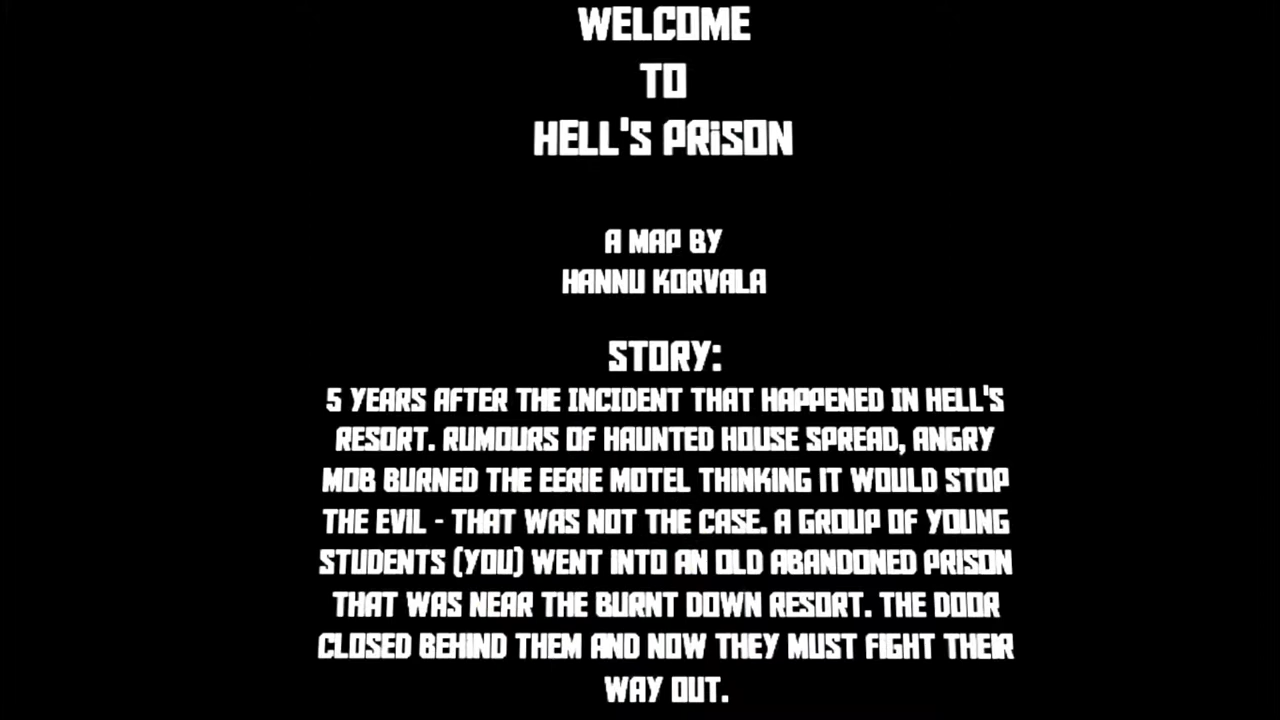 WELCOME
TO
HELL'S PRiSON
A MAP BY
HANNU KORVALA
STORY:
5 YEARS AFTER THE INCIDENT THAT HAPPENED IN HELL'S
RESORT. RUMOURS OF HAUNTED HOUSE SPREAD, ANGRY
MOB BURNED THE EERIE MOTEL THINKING IT WOULD STOP
THE EVIL - THAT WAS NOT THE CASE. A GROUP OF YOUNG
STUDENTS (YOU) WENT INTO AN OLD ABANDONED PRISON
THAT WAS NEAR THE BURNT DOWN RESORT. THE DOOR
CLOSED BEHIND THEM AND NOW THEY MUST FIGHT THEIR
WAY OUT.